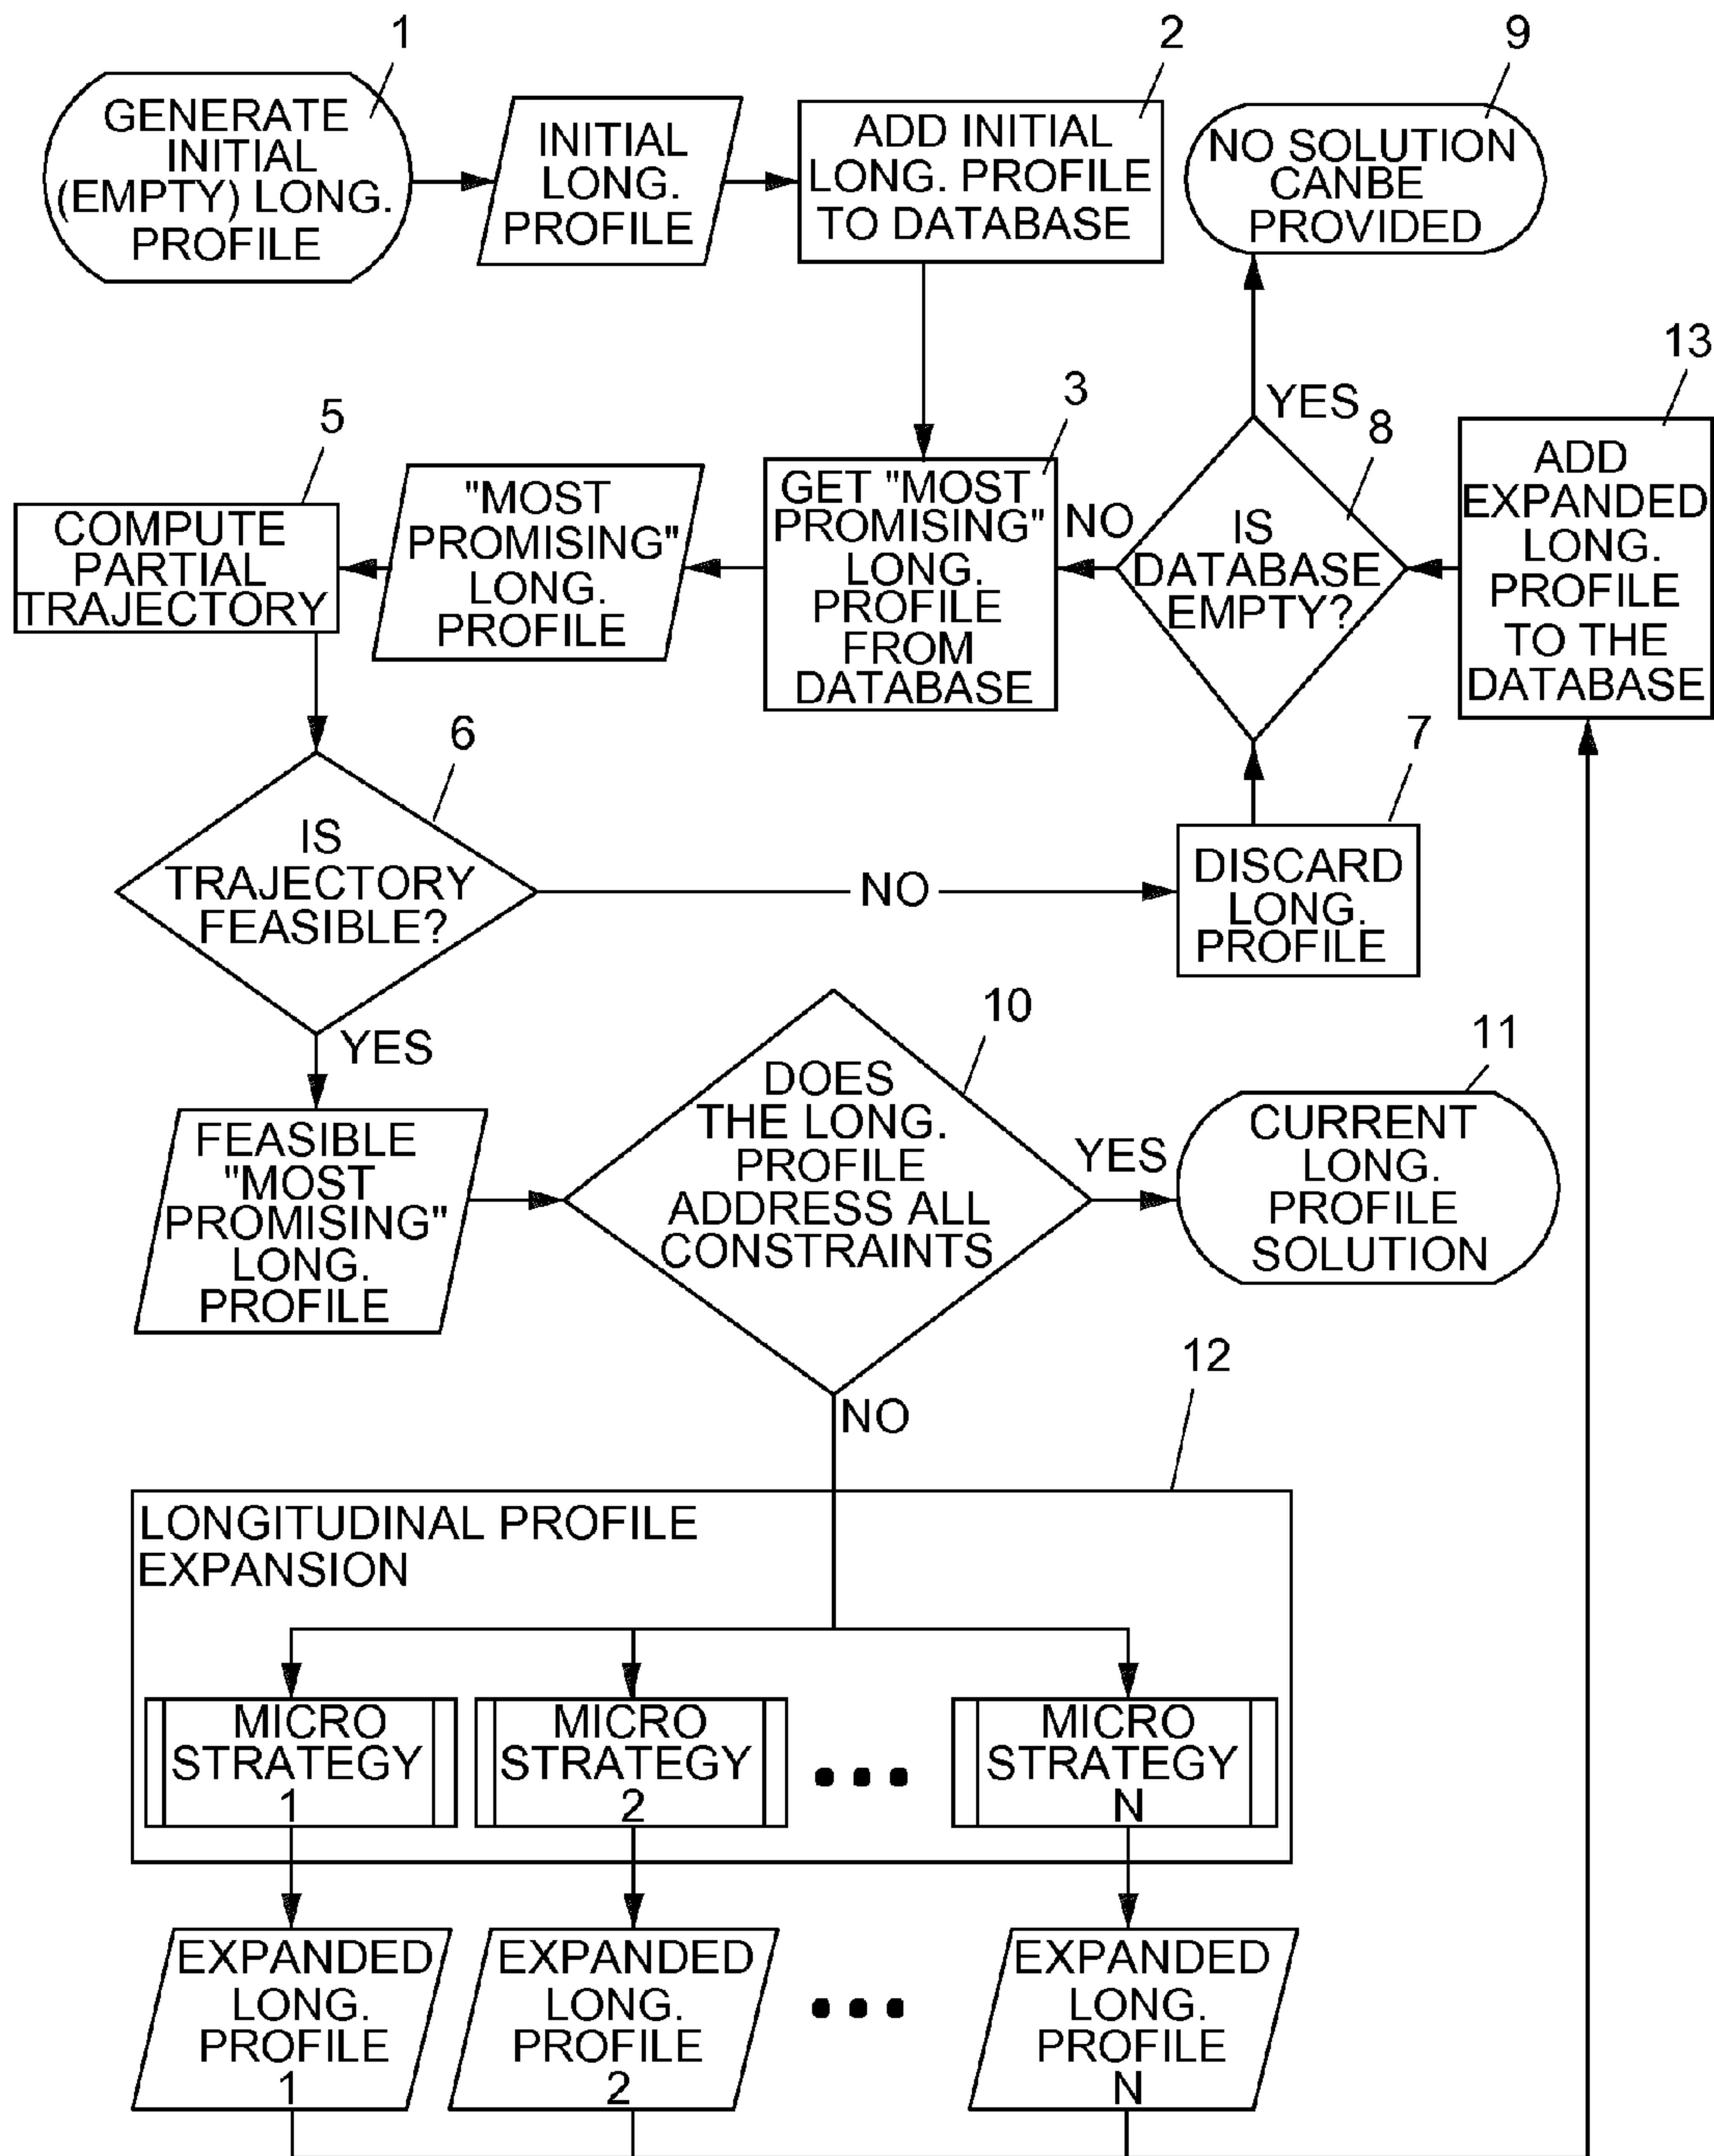 1
GENERATE
INITIAL
(EMPTY) LONG.
PROFILE
INITIAL
LONG.
PROFILE
2
ADD INITIAL
LONG. PROFILE
TO DATABASE
9
NO SOLUTION
CANBE
PROVIDED
13
ADD
EXPANDED
LONG.
PROFILE
TO THE
DATABASE
YES
8
IS
DATABASE
EMPTY?
NO
3
GET "MOST
PROMISING"
LONG.
PROFILE
FROM
DATABASE
"MOST
PROMISING"
LONG.
PROFILE
5
COMPUTE
PARTIAL
TRAJECTORY
6
IS
TRAJECTORY
FEASIBLE?
NO
7
DISCARD
LONG.
PROFILE
YES
FEASIBLE
"MOST
PROMISING"
LONG.
PROFILE
10
DOES
THE LONG.
PROFILE
ADDRESS ALL
CONSTRAINTS
YES
11
CURRENT
LONG.
PROFILE
SOLUTION
NO
12
LONGITUDINAL PROFILE
EXPANSION
MICRO
STRATEGY
1
MICRO
STRATEGY
2
MICRO
STRATEGY
N
EXPANDED
LONG.
PROFILE
1
EXPANDED
LONG.
PROFILE
2
EXPANDED
LONG.
PROFILE
N